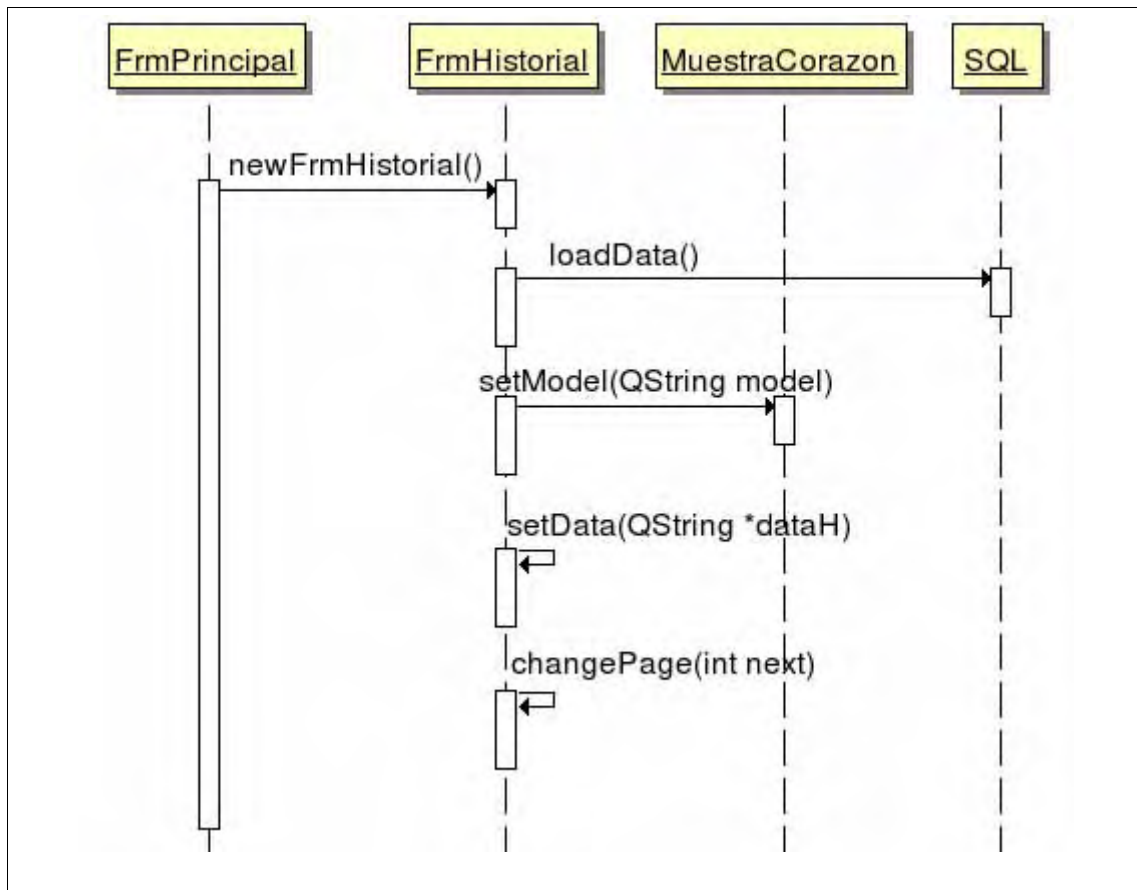 FrmPrincipal
FrmHistorial
MuestraCorazon
SQL
newFrmHistorial()
loadData()
setModel(QString model)
setData(QString *dataH)
changePage(int next)